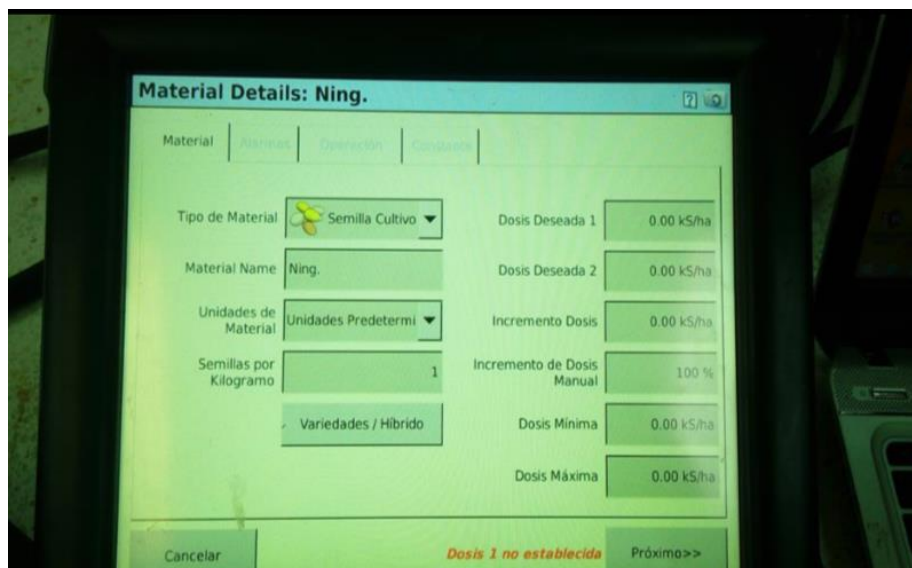 Material Details: Ning.
Material Alarmas Operación Constante
Tipo de Material
Semilla Cultivo
Material Name
Ning.
Unidades de
Material
Unidades Predetermi
Semillas por
Kilogramo
1
Variedades / Híbrido
Dosis Deseada 1
0.00 kS/ha
Dosis Deseada 2
0.00 kS/ha
Incremento Dosis
0.00 kS/ha
Incremento de Dosis
Manual
100 %
Dosis Mínima
0.00 kS/ha
Dosis Máxima
0.00 kS/ha
Cancelar
Dosis 1 no establecida
Próximo>>